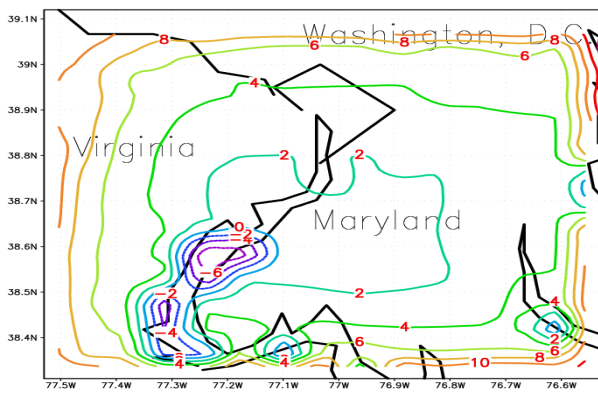 39.1N
39N
38.9N
38.8N
38.7N
38.6N
38.5N
38.4N
8
8
8
Washington, D.C.
6
6
4
Virginia
2
2
Maryland
0
-2
-4
-6
-2
-4
2
4
4
2
6
6
8
10
4
4
77.5W
77.4W
77.3W
77.2W
77.1W
77W
76.9W
76.8W
76.7W
76.6W